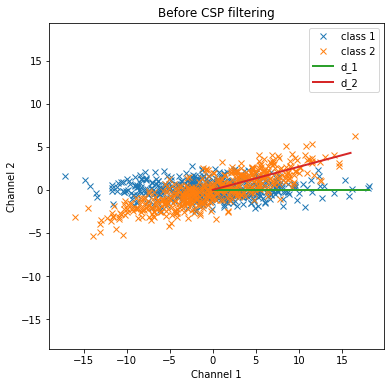 Before CSP filtering
class 1
class 2
d_1
d_2
Channel 2
15
10
5
0
−5
−10
−15
−15
−10
−5
0
5
10
15
Channel 1